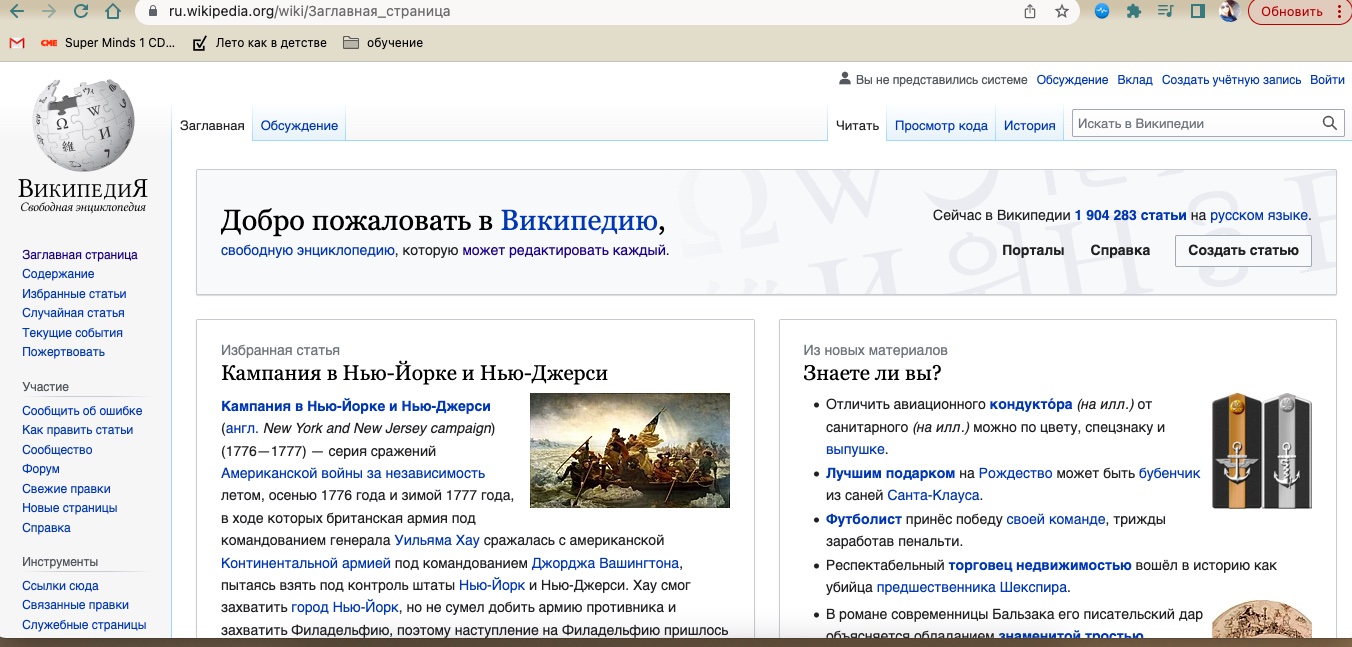 ru.wikipedia.org/wiki/Заглавная_страница
Обновить
CME Super Minds 1 CD...
Лето как в детстве
обучение
Вы не представились системе Обсуждение Вклад Создать учётную запись Войти
Заглавная Обсуждение
Читать Просмотр кода История
Искать в Википедии
ВикипедиЯ
Свободная энциклопедия
Заглавная страница
Содержание
Избранные статьи
Случайная статья
Текущие события
Пожертвовать
Участие
Сообщить об ошибке
Как править статьи
Сообщество
Форум
Свежие правки
Новые страницы
Справка
Инструменты
Ссылки сюда
Связанные правки
Служебные страницы
Добро пожаловать в Википедию,
свободную энциклопедию, которую может редактировать каждый.
Сейчас в Википедии 1 904 283 статьи на русском языке.
Порталы Справка Создать статью
Избранная статья
Кампания в Нью-Йорке и Нью-Джерси
Кампания в Нью-Йорке и Нью-Джерси
(англ. New York and New Jersey campaign)
(1776—1777) — серия сражений
Американской войны за независимость
летом, осенью 1776 года и зимой 1777 года,
в ходе которых британская армия под
командованием генерала Уильяма Хау сражалась с американской
Континентальной армией под командованием Джорджа Вашингтона,
пытаясь взять под контроль штаты Нью-Йорк и Нью-Джерси. Хау смог
захватить город Нью-Йорк, но не сумел добить армию противника и
захватить Филадельфию, поэтому наступление на Филадельфию пришлось
Из новых материалов
Знаете ли вы?
Отличить авиационного кондукто́ра (на илл.) от
санитарного (на илл.) можно по цвету, спецзнаку и
выпушке.
Лучшим подарком на Рождество может быть бубенчик
из саней Санта-Клауса.
Футболист принёс победу своей команде, трижды
заработав пенальти.
Респектабельный торговец недвижимостью вошёл в историю как
убийца предшественника Шекспира.
В романе современницы Бальзака его писательский дар
объясняется обладанием знаменитой тростью